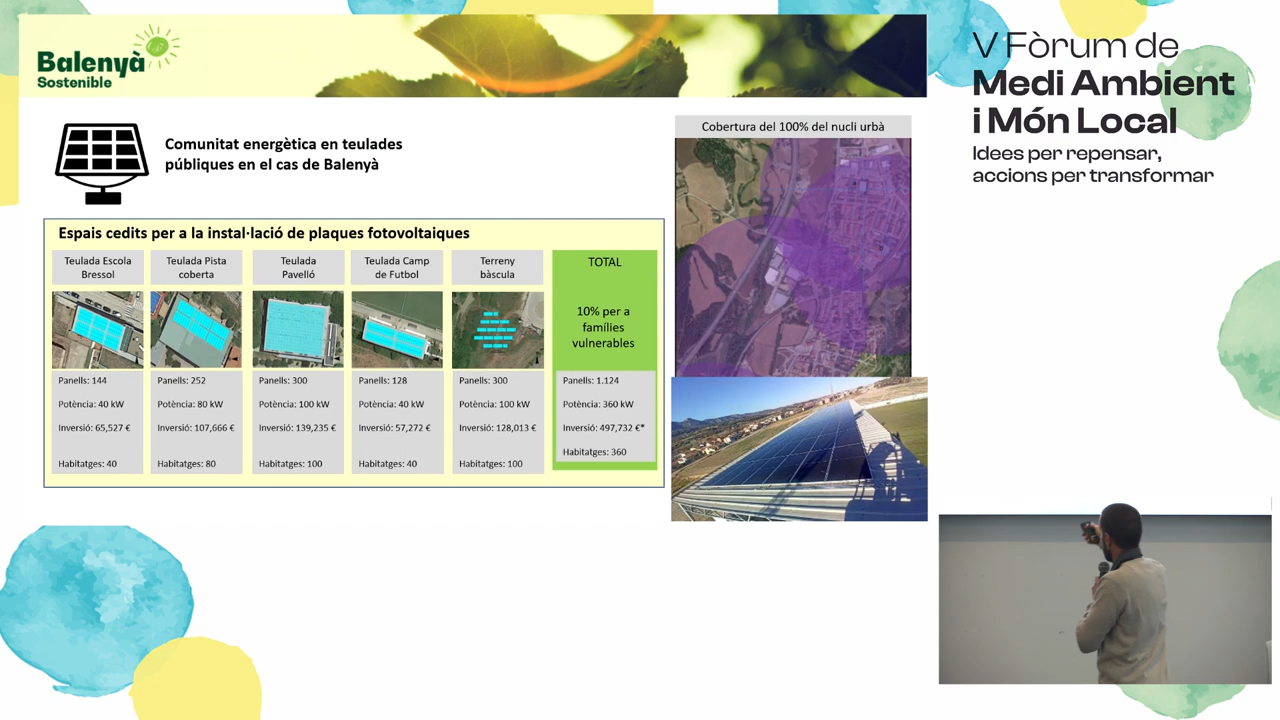 Balenyà
Sostenible
V Fòrum de
Medi Ambient
i Món Local
Idees per repensar,
accions per transformar
Comunitat energètica en teulades
públiques en el cas de Balenyà
Cobertura del 100% del nucli urbà
Espais cedits per a la instal·lació de plaques fotovoltaiques
Teulada Escola
Bressol
Panells: 144
Potència: 40 kW
Inversió: 65,527 €
Habitatges: 40
Teulada Pista
coberta
Panells: 252
Potència: 80 kW
Inversió: 107,666 €
Habitatges: 80
Teulada
Pavelló
Panells: 300
Potència: 100 kW
Inversió: 139,235 €
Habitatges: 100
Teulada Camp
de Futbol
Panells: 128
Potència: 40 kW
Inversió: 57,272 €
Habitatges: 40
Terreny
bàscula
Panells: 300
Potència: 100 kW
Inversió: 128,013 €
Habitatges: 100
TOTAL
10% per a
famílies
vulnerables
Panells: 1.124
Potència: 360 kW
Inversió: 497,732 €*
Habitatges: 360